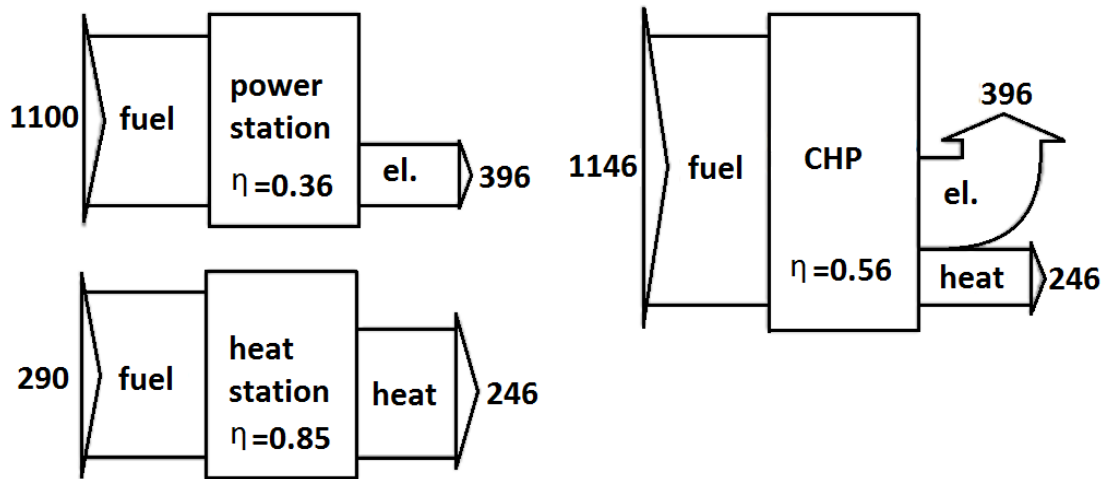 1100
fuel
power
station
η=0.36
el.
396
290
fuel
heat
station
η=0.85
heat
246
1146
fuel
CHP
η=0.56
396
el.
heat
246